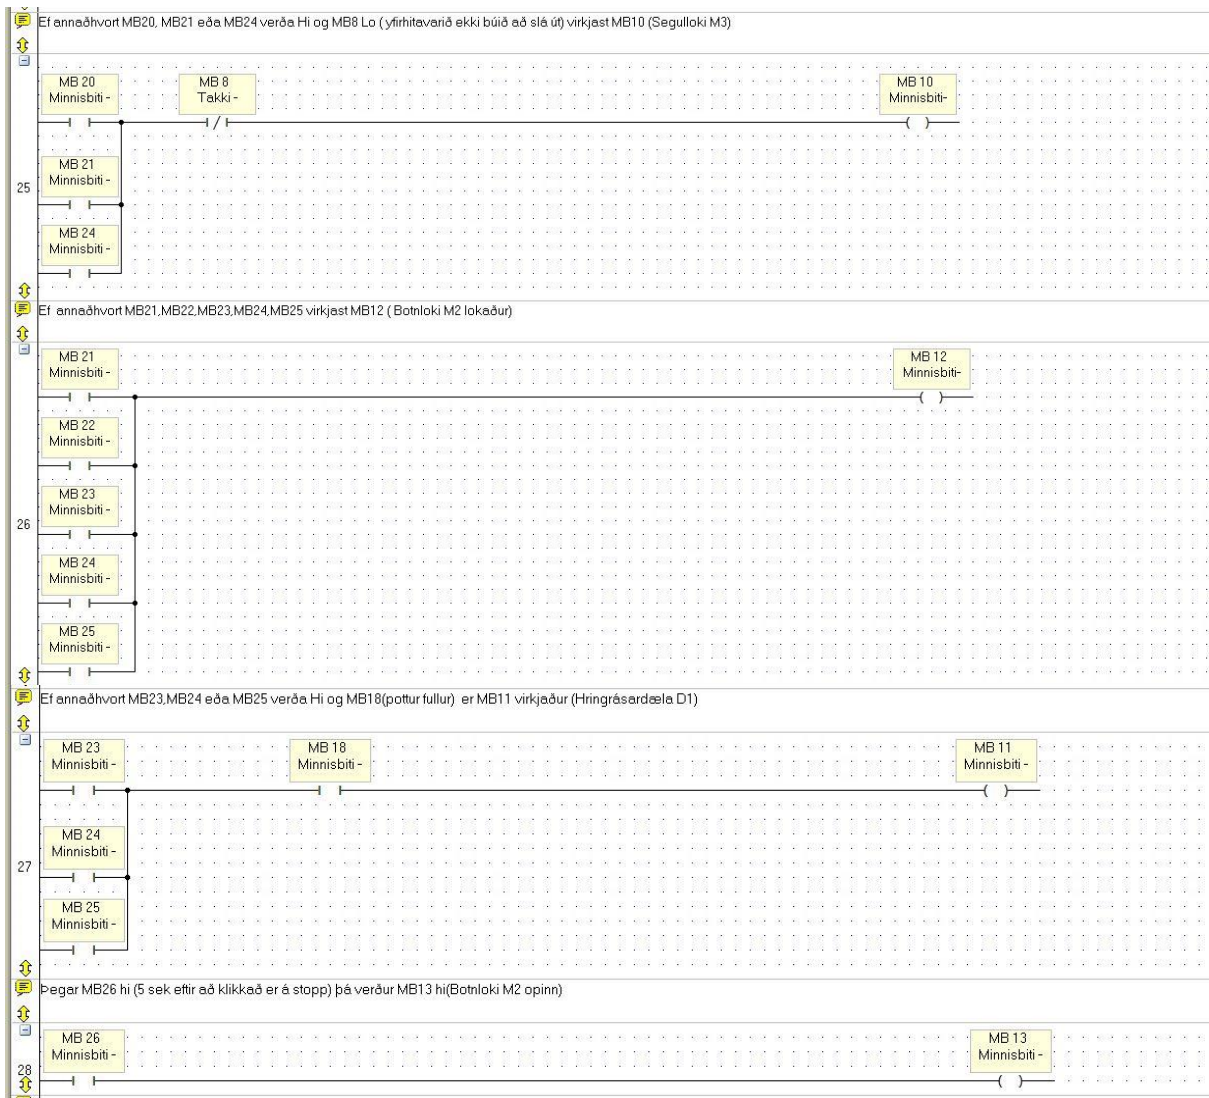 Ef annaðhvort MB20, MB21 eða MB24 verða Hi og MB8 Lo ( yfirhitavarið ekki búið að slá út) virkjast MB10 (Segulloki M3)
MB 20
Minnisbiti -
MB 8
Takki -
MB 10
Minnisbiti-
MB 21
Minnisbiti -
25
MB 24
Minnisbiti -
Ef annaðhvort MB21,MB22,MB23,MB24,MB25 virkjast MB12 ( Botnloki M2 lokaður)
MB 21
Minnisbiti -
MB 12
Minnisbiti-
MB 22
Minnisbiti -
MB 23
Minnisbiti -
26
MB 24
Minnisbiti -
MB 25
Minnisbiti -
Ef annaðhvort MB23,MB24 eða MB25 verða Hi og MB18(pottur fullur) er MB11 virkjaður (Hringrásardæla D1)
MB 23
Minnisbiti -
MB 18
Minnisbiti -
MB 11
Minnisbiti -
MB 24
Minnisbiti -
27
MB 25
Minnisbiti -
Þegar MB26 hi (5 sek eftir að klikkað er á stopp) þá verður MB13 hi(Botnloki M2 opinn)
MB 26
Minnisbiti -
MB 13
Minnisbiti -
28